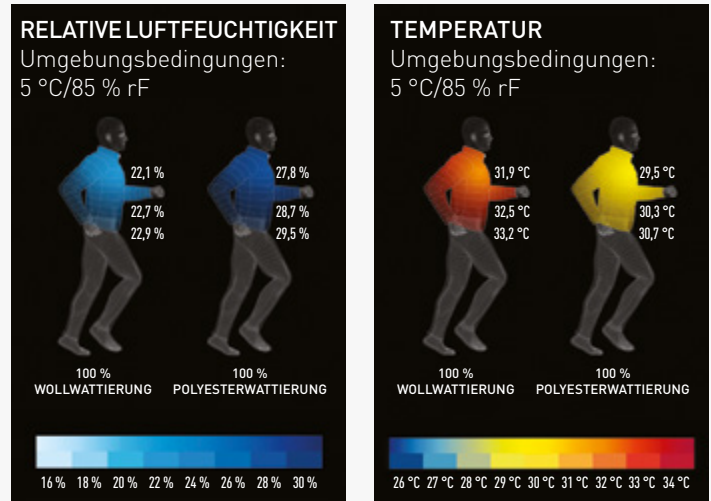 RELATIVE LUFTFEUCHTIGKEIT
Umgebungsbedingungen:
5 °C/85 % rF
22,1 %
22,7 %
22,9 %
27,8 %
28,7 %
29,5 %
100 %
WOLLWATTIERUNG
100 %
POLYESTERWATTIERUNG
16 % 18 % 20 % 22 % 24 % 26 % 28 % 30 %
TEMPERATUR
Umgebungsbedingungen:
5 °C/85 % rF
31,9 °C
32,5 °C
33,2 °C
29,5 °C
30,3 °C
30,7 °C
100 %
WOLLWATTIERUNG
100 %
POLYESTERWATTIERUNG
26 °C 27 °C 28 °C 29 °C 30 °C 31 °C 32 °C 33 °C 34 °C